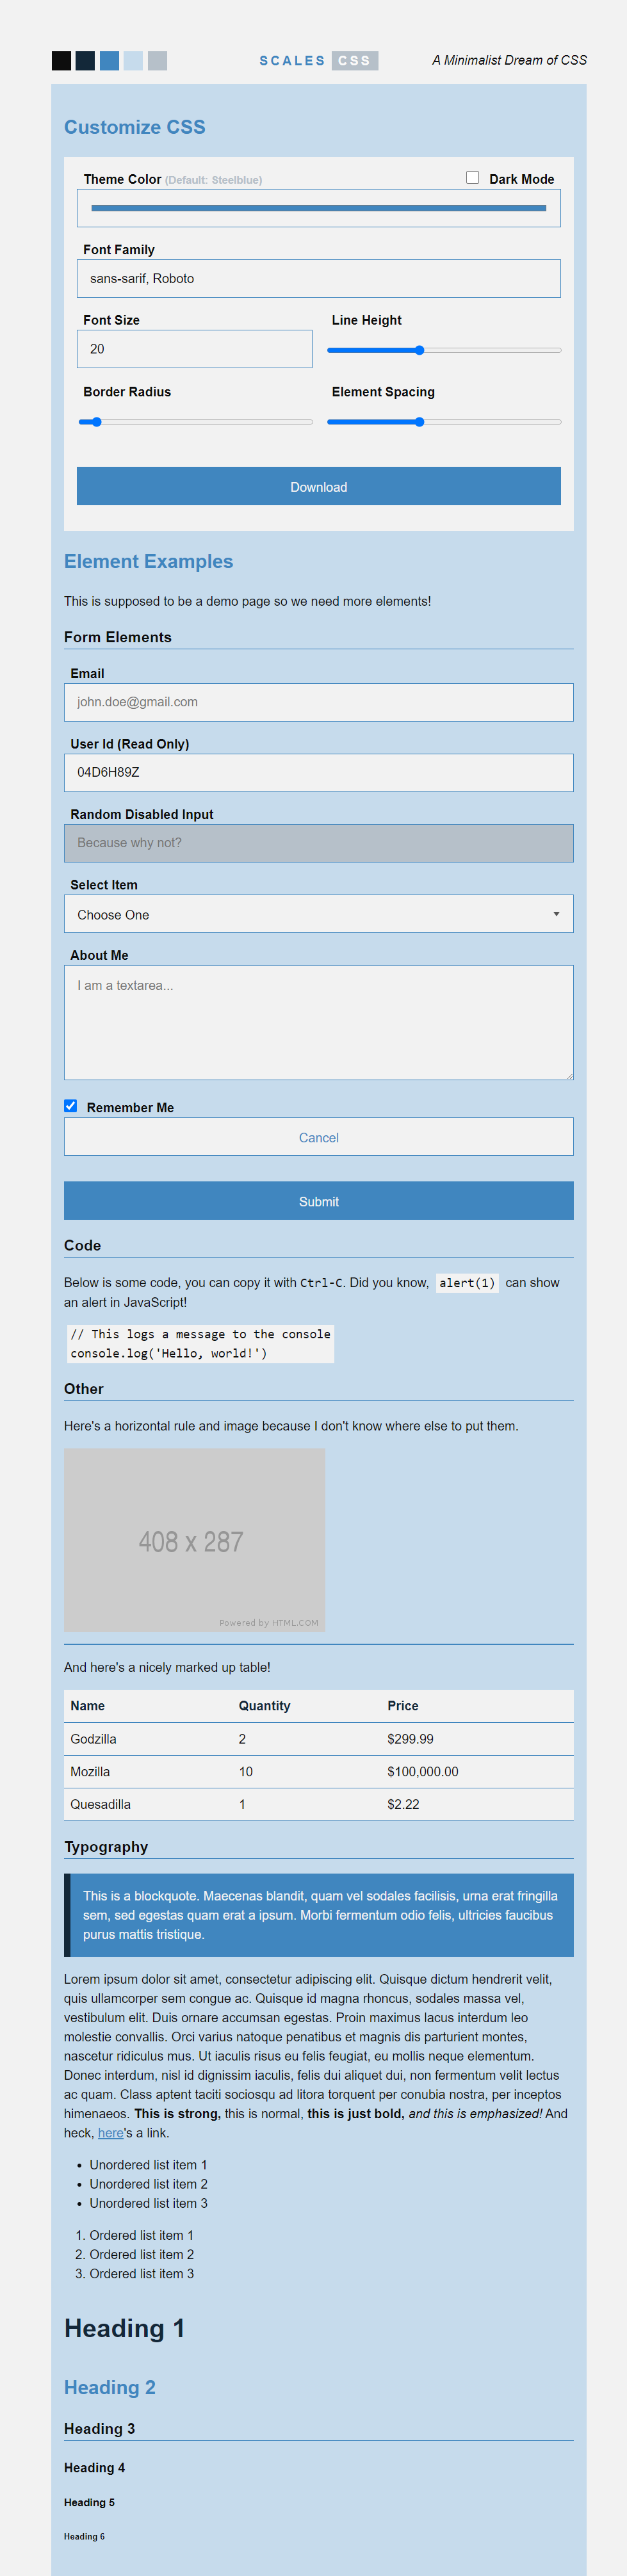 SCALES CSS
A Minimalist Dream of CSS
Customize CSS
Theme Color (Default: Steelblue)
Dark Mode
Font Family
sans-sarif, Roboto
Font Size
Line Height
20
Border Radius
Element Spacing
Download
Element Examples
This is supposed to be a demo page so we need more elements!
Form Elements
Email
john.doe@gmail.com
User Id (Read Only)
04D6H89Z
Random Disabled Input
Because why not?
Select Item
Choose One
About Me
I am a textarea...
Remember Me
Cancel
Submit
Code
Below is some code, you can copy it with Ctrl-C. Did you know, alert(1) can show
an alert in JavaScript!
// This logs a message to the console
console.log('Hello, world!')
Other
Here's a horizontal rule and image because I don't know where else to put them.
408 x 287
Powered by HTML.COM
And here's a nicely marked up table!
Name Quantity Price
Godzilla 2 $299.99
Mozilla 10 $100,000.00
Quesadilla 1 $2.22
Typography
This is a blockquote. Maecenas blandit, quam vel sodales facilisis, urna erat fringilla
sem, sed egestas quam erat a ipsum. Morbi fermentum odio felis, ultricies faucibus
purus mattis tristique.
Lorem ipsum dolor sit amet, consectetur adipiscing elit. Quisque dictum hendrerit velit,
quis ullamcorper sem congue ac. Quisque id magna rhoncus, sodales massa vel,
vestibulum elit. Duis ornare accumsan egestas. Proin maximus lacus interdum leo
molestie convallis. Orci varius natoque penatibus et magnis dis parturient montes,
nascetur ridiculus mus. Ut iaculis risus eu felis feugiat, eu mollis neque elementum.
Donec interdum, nisl id dignissim iaculis, felis dui aliquet dui, non fermentum velit lectus
ac quam. Class aptent taciti sociosqu ad litora torquent per conubia nostra, per inceptos
himenaeos. This is strong, this is normal, this is just bold, and this is emphasized! And
heck, here's a link.
• Unordered list item 1
• Unordered list item 2
• Unordered list item 3
1. Ordered list item 1
2. Ordered list item 2
3. Ordered list item 3
Heading 1
Heading 2
Heading 3
Heading 4
Heading 5
Heading 6